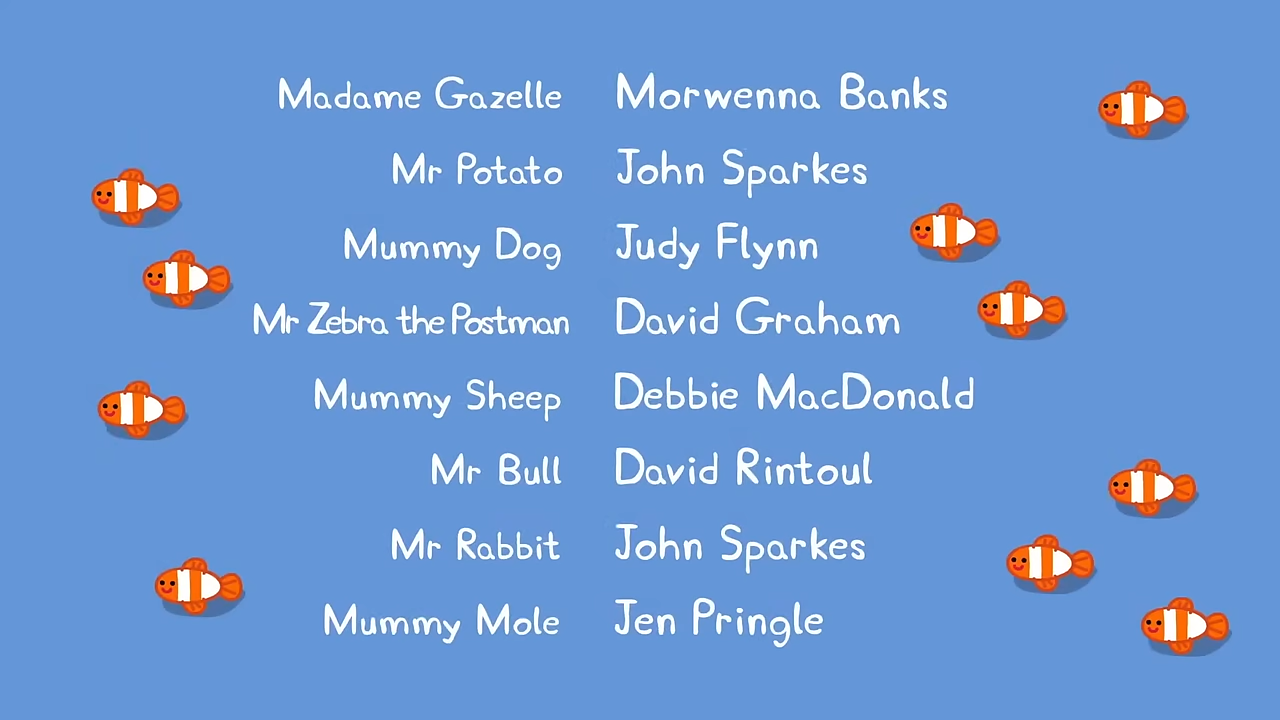 Madame Gazelle Morwenna Banks
Mr Potato John Sparkes
Mummy Dog Judy Flynn
Mr Zebra the Postman David Graham
Mummy Sheep Debbie MacDonald
Mr Bull David Rintoul
Mr Rabbit John Sparkes
Mummy Mole Jen Pringle